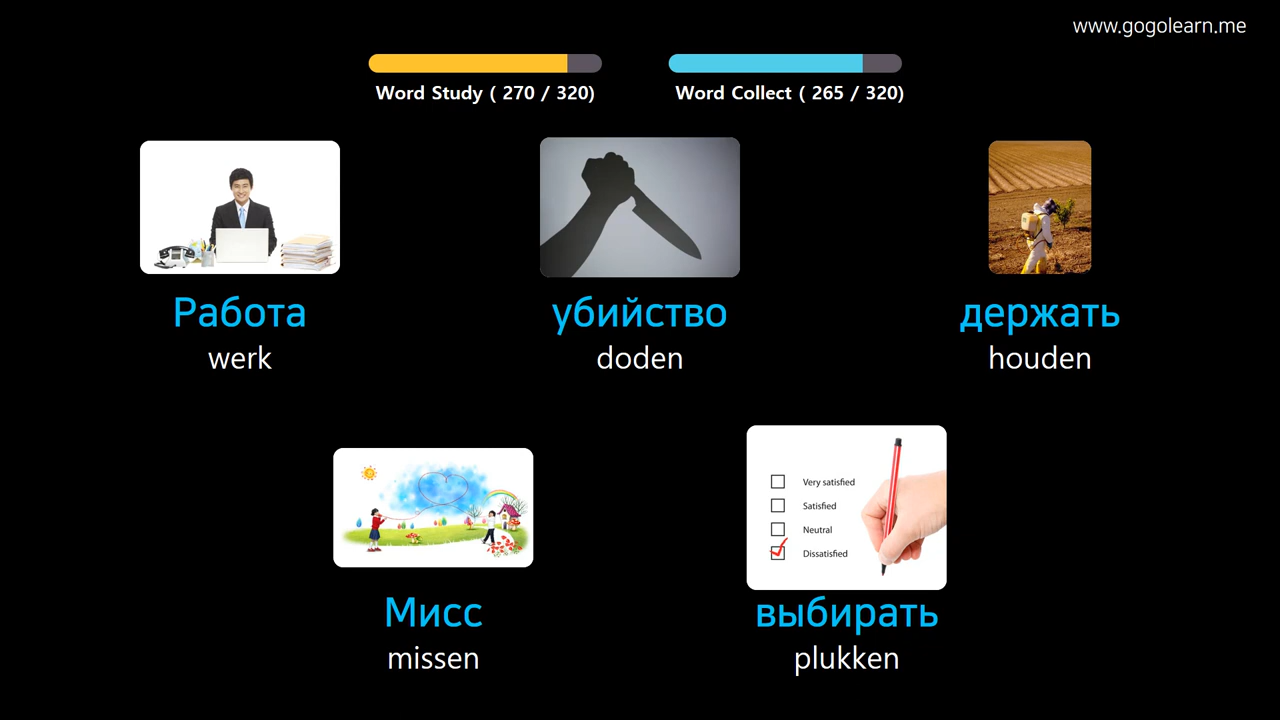 www.gogolearn.me
Word Study ( 270 / 320)
Word Collect ( 265 / 320)
Работа
werk
убийство
doden
держать
houden
Very satisfied
Satisfied
Neutral
Dissatisfied
Мисс
missen
выбирать
plukken